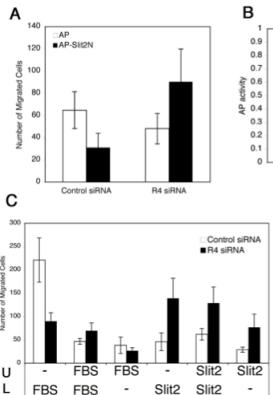 A
B
140
120
100
80
60
40
20
0
Number of Migrated Cells
AP
AP-Slit2N
Control siRNA R4 siRNA
1
0.9
0.8
0.7
0.6
0.5
0.4
0.3
0.2
0.1
0
AP activity
C
300
250
200
150
100
50
0
Number of Migrated Cells
Control siRNA
R4 siRNA
U - FBS FBS - Slit2 Slit2
L FBS FBS - Slit2 Slit2 -